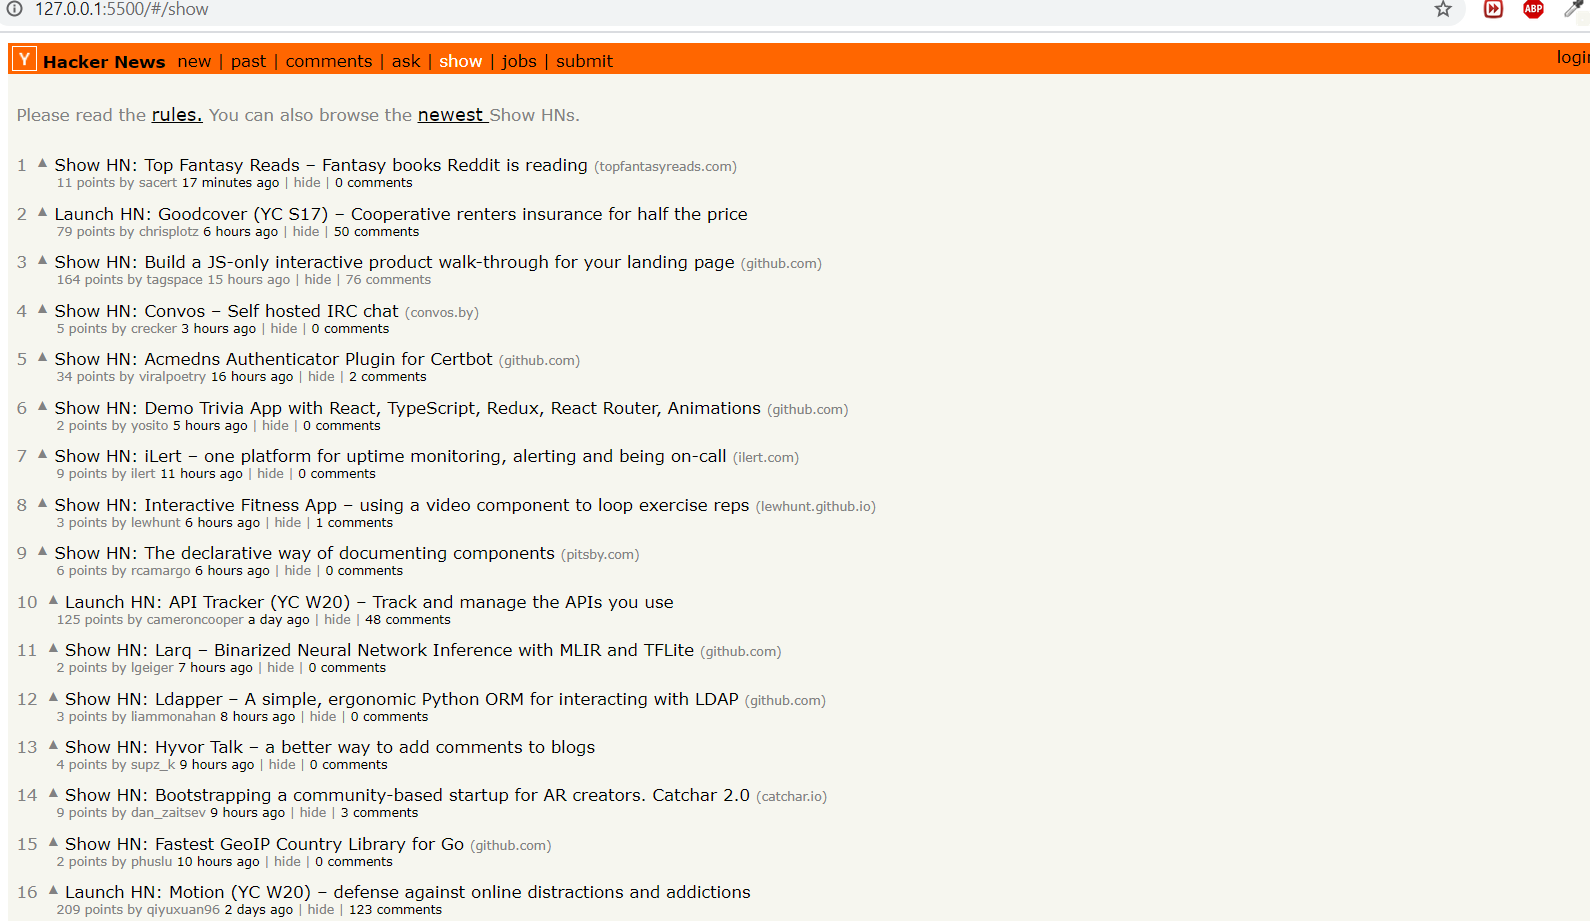 127.0.0.1:5500/#/show
ABP
Y Hacker News new | past | comments | ask | show | jobs | submit login
Please read the rules. You can also browse the newest Show HNs.
1 ▲ Show HN: Top Fantasy Reads – Fantasy books Reddit is reading (topfantasyreads.com)
11 points by sacert 17 minutes ago | hide | 0 comments
2 ▲ Launch HN: Goodcover (YC S17) – Cooperative renters insurance for half the price
79 points by chrisplotz 6 hours ago | hide | 50 comments
3 ▲ Show HN: Build a JS-only interactive product walk-through for your landing page (github.com)
164 points by tagspace 15 hours ago | hide | 76 comments
4 ▲ Show HN: Convos – Self hosted IRC chat (convos.by)
5 points by crecker 3 hours ago | hide | 0 comments
5 ▲ Show HN: Acmedns Authenticator Plugin for Certbot (github.com)
34 points by viralpoetry 16 hours ago | hide | 2 comments
6 ▲ Show HN: Demo Trivia App with React, TypeScript, Redux, React Router, Animations (github.com)
2 points by yosito 5 hours ago | hide | 0 comments
7 ▲ Show HN: iLert – one platform for uptime monitoring, alerting and being on-call (ilert.com)
9 points by ilert 11 hours ago | hide | 0 comments
8 ▲ Show HN: Interactive Fitness App – using a video component to loop exercise reps (lewhunt.github.io)
3 points by lewhunt 6 hours ago | hide | 1 comments
9 ▲ Show HN: The declarative way of documenting components (pitsby.com)
6 points by rcamargo 6 hours ago | hide | 0 comments
10 ▲ Launch HN: API Tracker (YC W20) – Track and manage the APIs you use
125 points by cameroncooper a day ago | hide | 48 comments
11 ▲ Show HN: Larq – Binarized Neural Network Inference with MLIR and TFLite (github.com)
2 points by lgeiger 7 hours ago | hide | 0 comments
12 ▲ Show HN: Ldapper – A simple, ergonomic Python ORM for interacting with LDAP (github.com)
3 points by liammonahan 8 hours ago | hide | 0 comments
13 ▲ Show HN: Hyvor Talk – a better way to add comments to blogs
4 points by supz_k 9 hours ago | hide | 0 comments
14 ▲ Show HN: Bootstrapping a community-based startup for AR creators. Catchar 2.0 (catchar.io)
9 points by dan_zaitsev 9 hours ago | hide | 3 comments
15 ▲ Show HN: Fastest GeoIP Country Library for Go (github.com)
2 points by phuslu 10 hours ago | hide | 0 comments
16 ▲ Launch HN: Motion (YC W20) – defense against online distractions and addictions
209 points by qiyuxuan96 2 days ago | hide | 123 comments